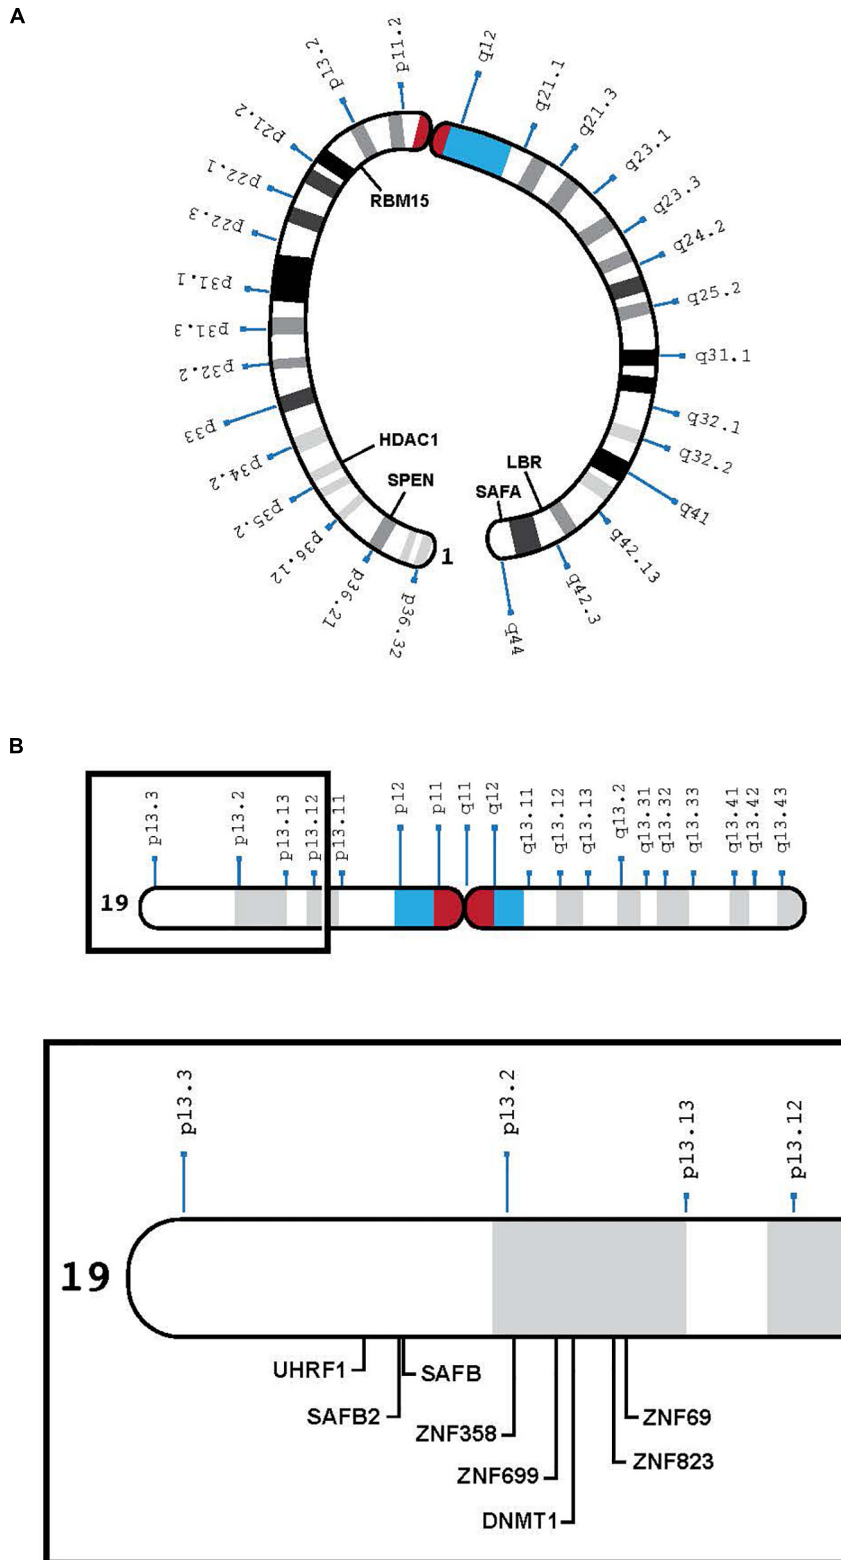 A
p11.2
q12
p13.2
q21.1
p21.2
q21.3
p22.1
q23.1
RBM15
p22.3
q23.3
q24.2
p31.1
q25.2
p31.3
q31.1
p32.2
p33
q32.1
HDAC1
p34.2
q32.2
LBR
SPEN
SAFA
p35.2
q41
p36.12
q42.13
1
p36.21
q42.3
p36.32
q44
B
p13.3
p13.2
p13.13
p13.12
p13.11
p12
p11
q11
q12
q13.11
q13.12
q13.13
q13.2
q13.31
q13.32
q13.33
q13.41
q13.42
q13.43
19
p13.3
p13.2
p13.13
p13.12
19
UHRF1
SAFB
SAFB2
ZNF69
ZNF358
ZNF823
ZNF699
DNMT1